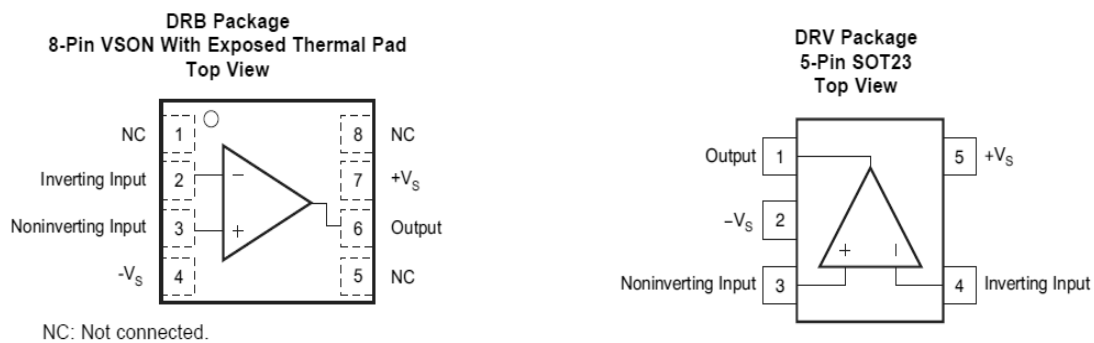 DRB Package
8-Pin VSON With Exposed Thermal Pad
Top View
NC 1 8 NC
Inverting Input 2 − 7 +VS
Noninverting Input 3 + 6 Output
-VS 4 5 NC
NC: Not connected.
DRV Package
5-Pin SOT23
Top View
Output 1 5 +VS
–VS 2
+ −
Noninverting Input 3 4 Inverting Input